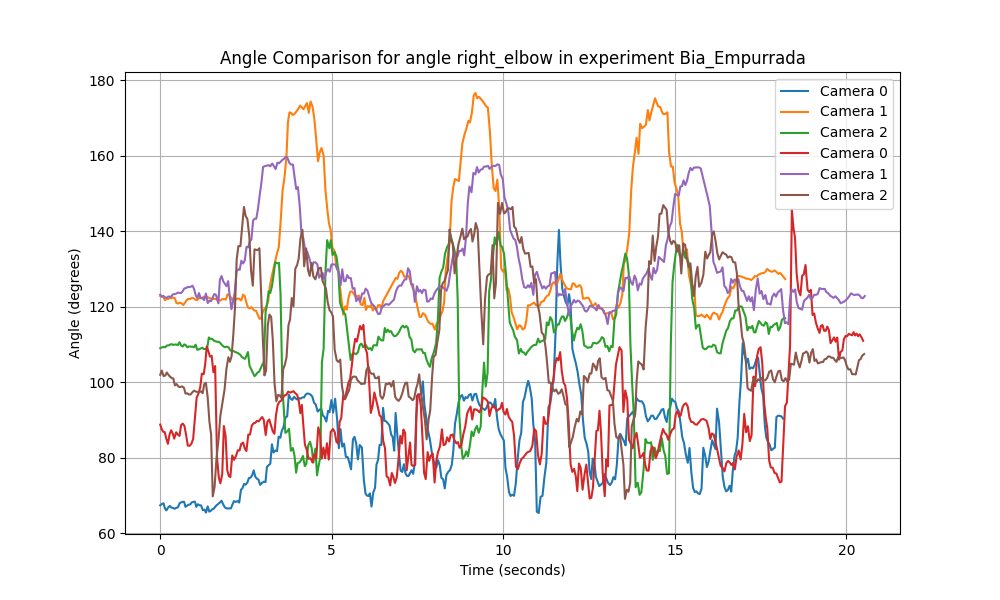 Angle Comparison for angle right_elbow in experiment Bia_Empurrada
Angle (degrees)
180
160
140
120
100
80
60
Camera 0
Camera 1
Camera 2
Camera 0
Camera 1
Camera 2
0 5 10 15 20
Time (seconds)